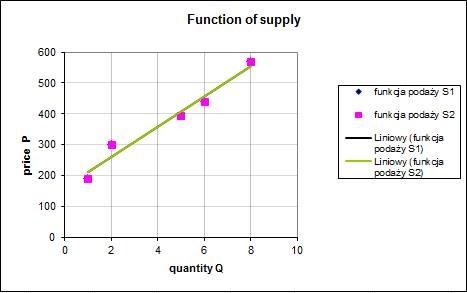 Function of supply
600
500
400
300
200
100
0
price P
0 2 4 6 8 10
quantity Q
funkcja podaży S1
funkcja podaży S2
Liniowy (funkcja
podaży S1)
Liniowy (funkcja
podaży S2)